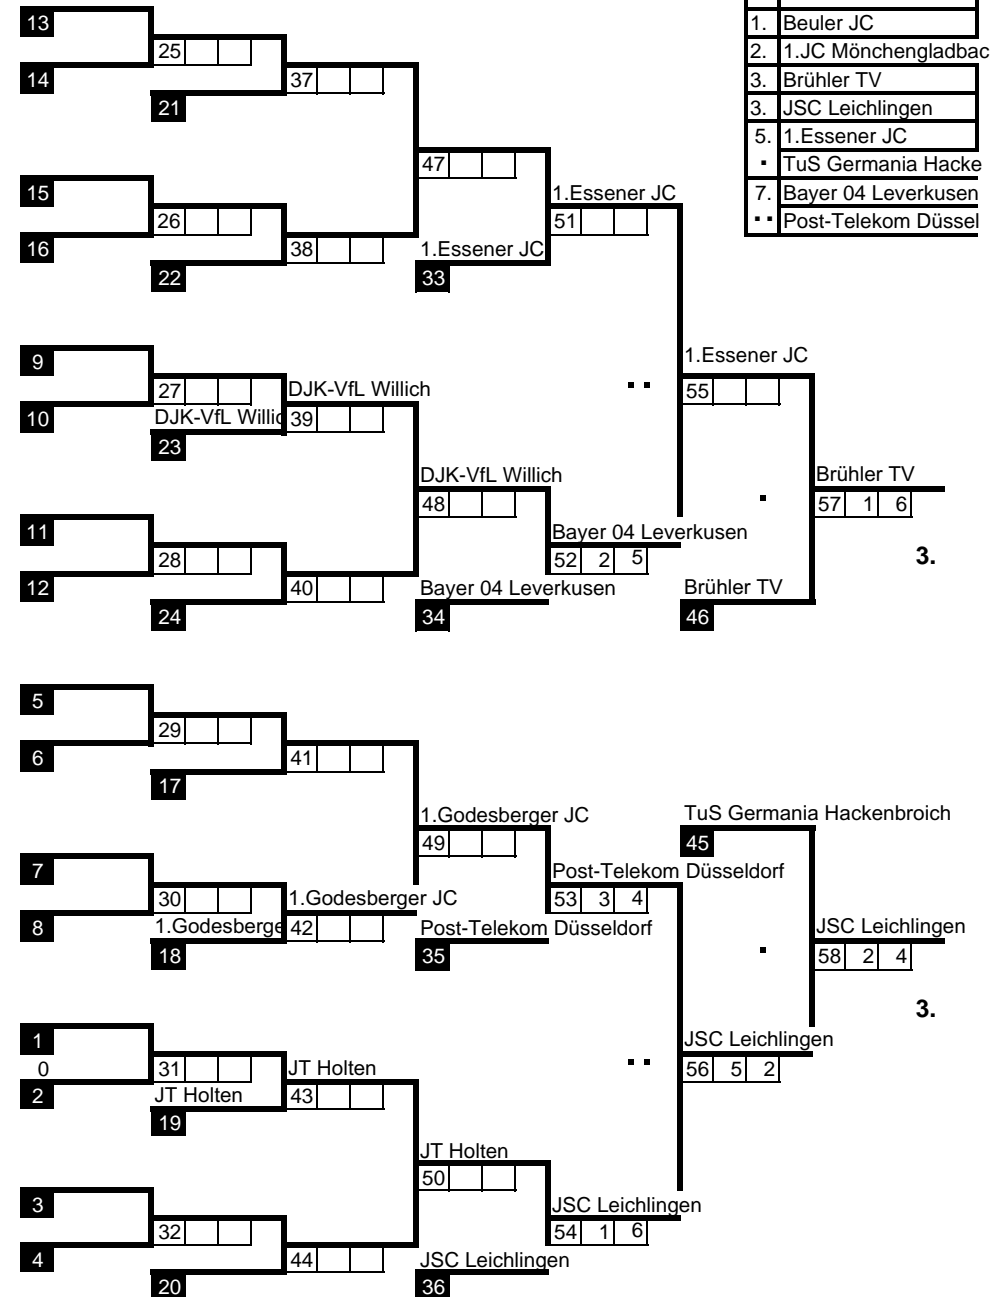 13
1. Beuler JC
25
2. 1.JC Mönchengladbac
14
37
3. Brühler TV
21
3. JSC Leichlingen
5. 1.Essener JC
47
. TuS Germania Hacke
15
1.Essener JC
7. Bayer 04 Leverkusen
26
51
.. Post-Telekom Düssel
16
38
1.Essener JC
22
33
9
1.Essener JC
27
DJK-VfL Willich
..
55
10
DJK-VfL Willic
39
23
DJK-VfL Willich
Brühler TV
48
.
57 1 6
11
Bayer 04 Leverkusen
28
52 2 5
3.
12
40
Bayer 04 Leverkusen
Brühler TV
24
34
46
5
29
6
41
17
1.Godesberger JC
TuS Germania Hackenbroich
49
45
7
Post-Telekom Düsseldorf
30
1.Godesberger JC
53 3 4
8
1.Godesberge
42
Post-Telekom Düsseldorf
JSC Leichlingen
18
35
.
58 2 4
3.
1
JSC Leichlingen
0
31
JT Holten
..
56 5 2
2
JT Holten
43
19
JT Holten
50
3
JSC Leichlingen
32
54 1 6
4
44
JSC Leichlingen
20
36